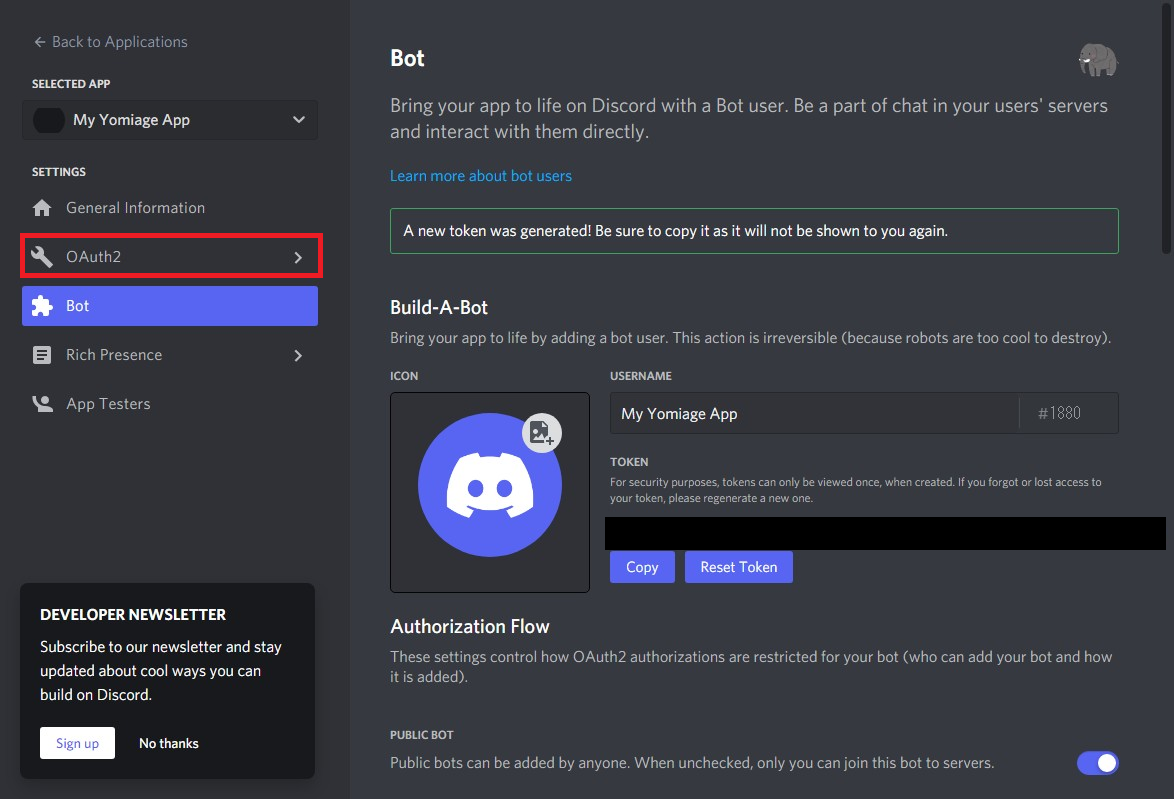 Back to Applications
SELECTED APP
My Yomiage App
SETTINGS
General Information
OAuth2
Bot
Rich Presence
App Testers
DEVELOPER NEWSLETTER
Subscribe to our newsletter and stay
updated about cool ways you can
build on Discord.
Sign up
No thanks
Bot
Bring your app to life on Discord with a Bot user. Be a part of chat in your users' servers
and interact with them directly.
Learn more about bot users
A new token was generated! Be sure to copy it as it will not be shown to you again.
Build-A-Bot
Bring your app to life by adding a bot user. This action is irreversible (because robots are too cool to destroy).
ICON
USERNAME
My Yomiage App
#1880
TOKEN
For security purposes, tokens can only be viewed once, when created. If you forgot or lost access to
your token, please regenerate a new one.
Copy
Reset Token
Authorization Flow
These settings control how OAuth2 authorizations are restricted for your bot (who can add your bot and how
it is added).
PUBLIC BOT
Public bots can be added by anyone. When unchecked, only you can join this bot to servers.